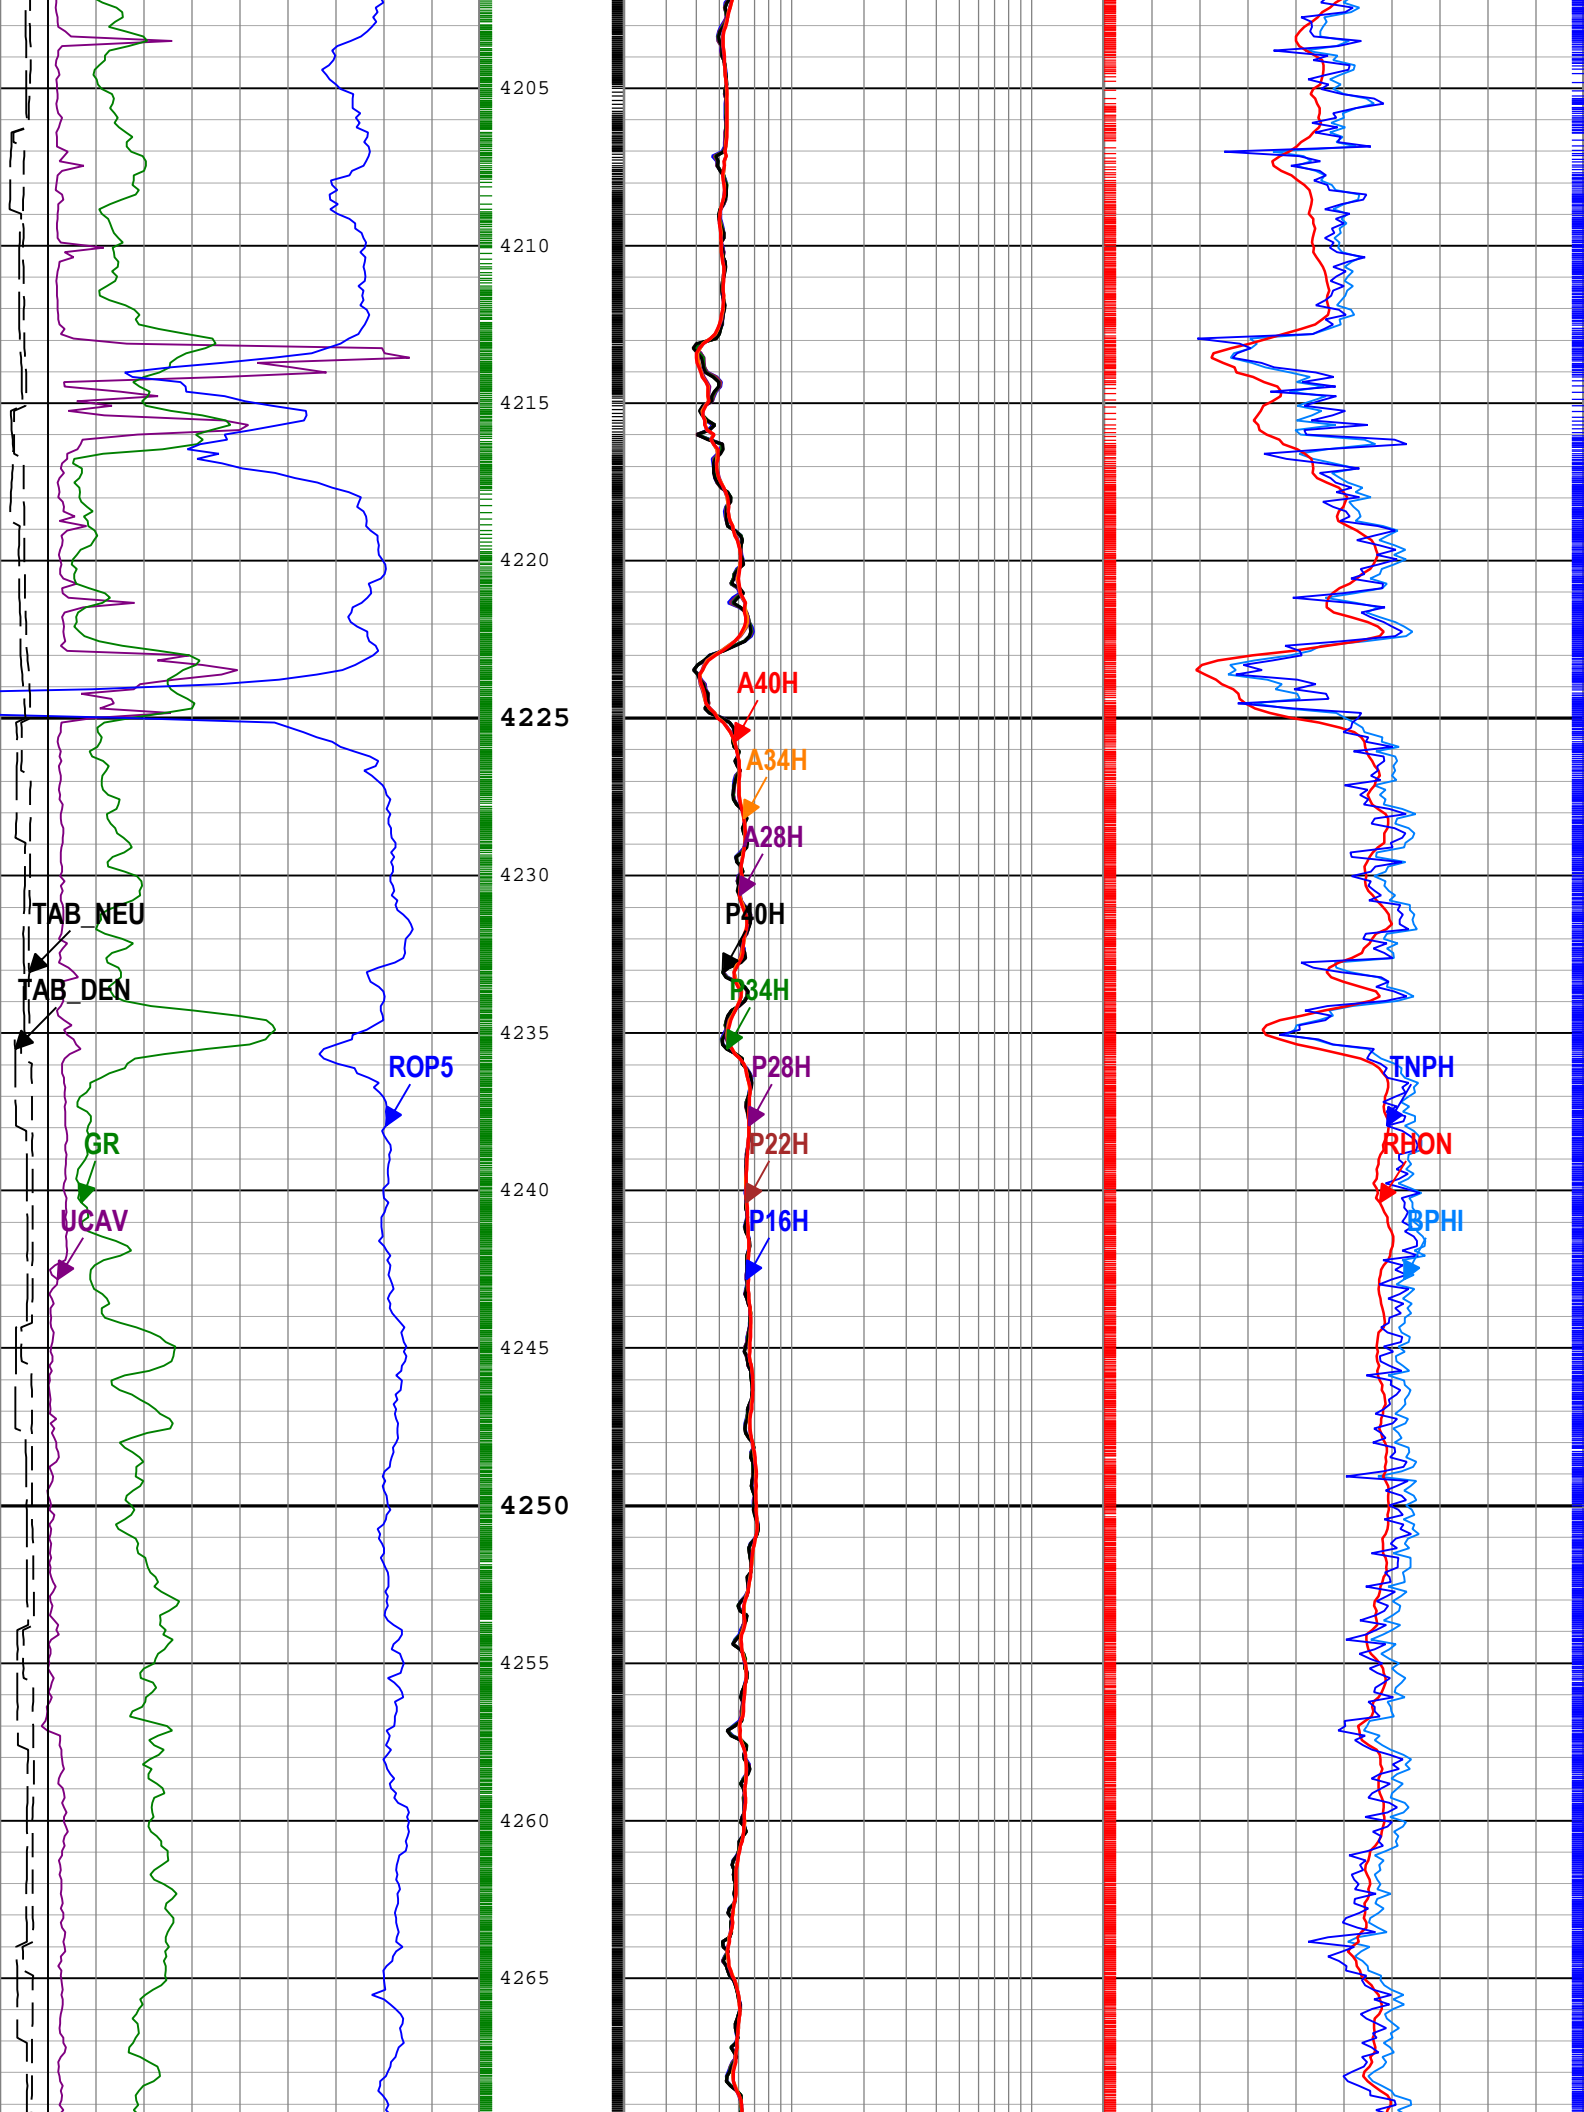 4205
4210
4215
4220
A40H
4225
A34H
A28H
4230
TAB_NEU
P40H
TAB_DEN
P34H
4235
ROP5
P28H
TNPH
GR
P22H
RHON
4240
UCAV
P16H
BPHI
4245
4250
4255
4260
4265